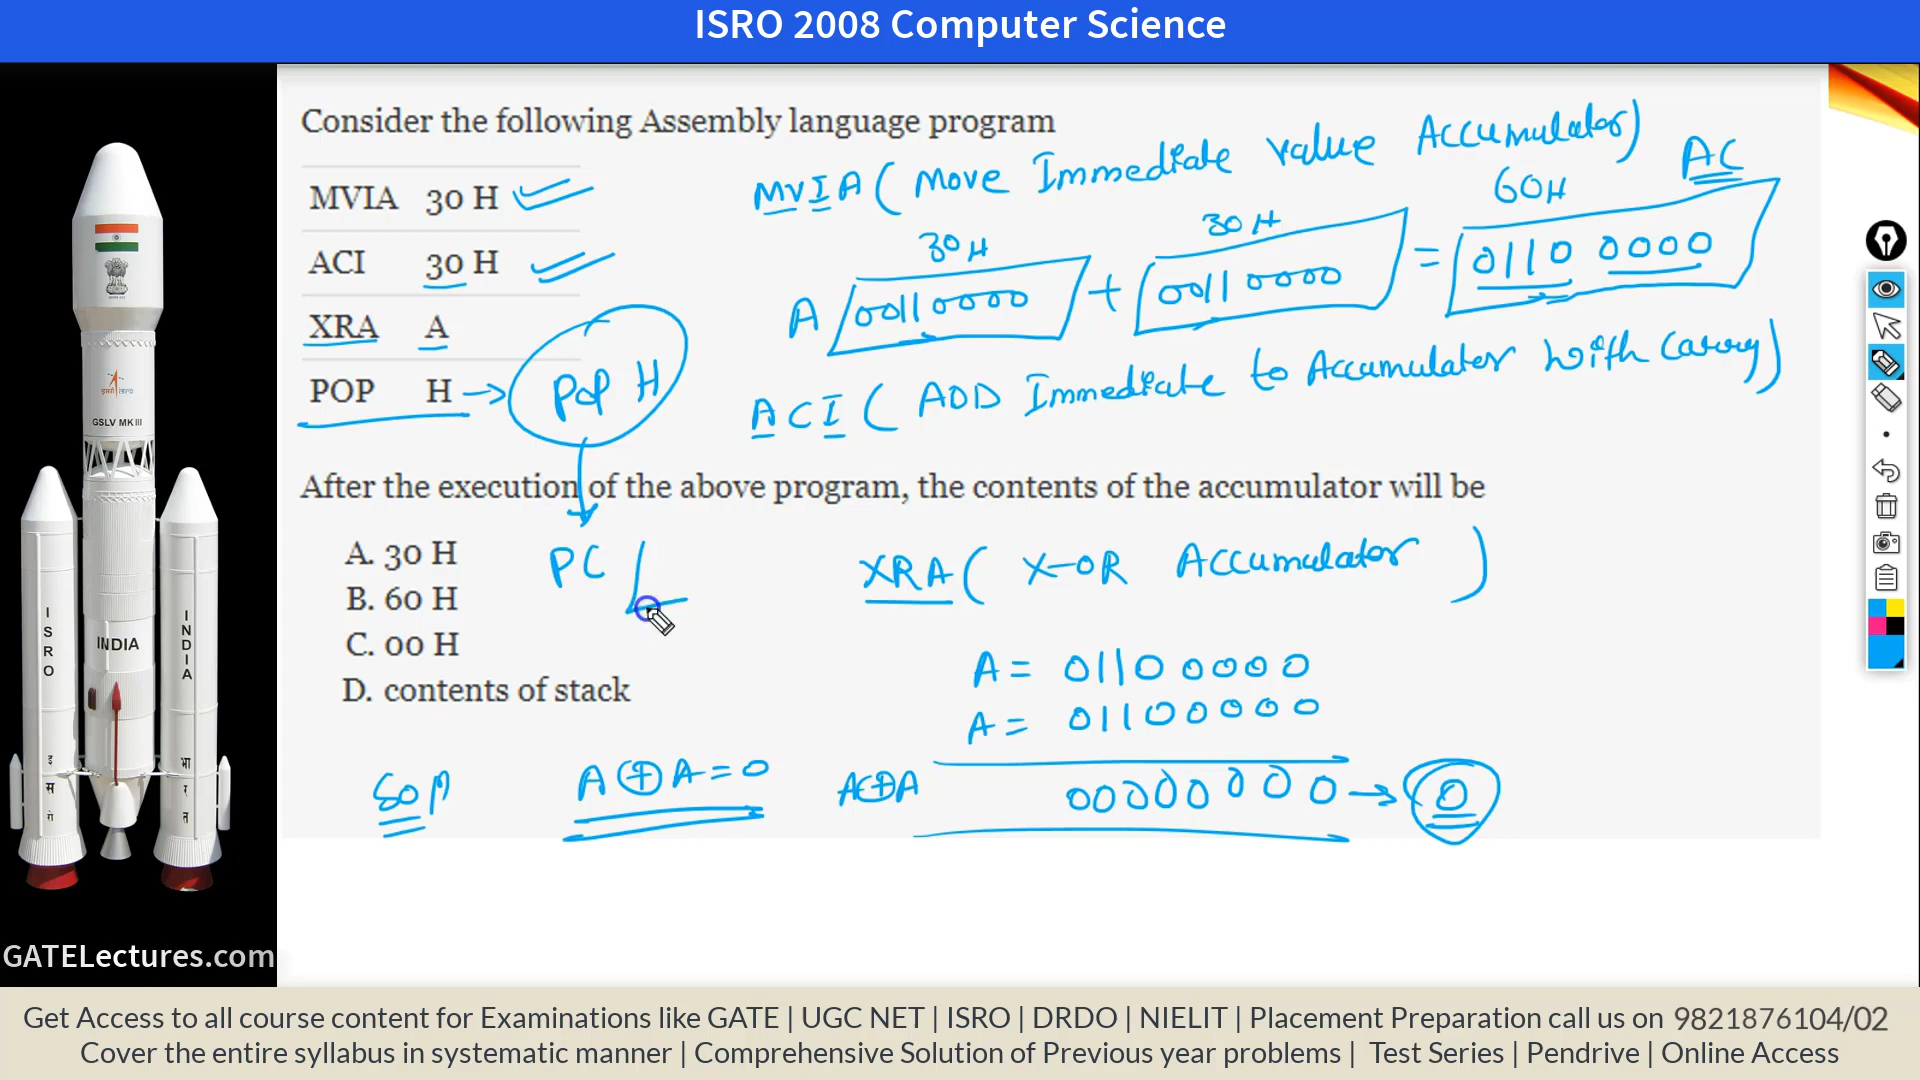 ISRO 2008 Computer Science
Consider the following Assembly language program
MVIA 30 H
ACI 30 H
XRA A
POP H → POP H
MVIA ( Move Immediate value Accumulator)
AC
30H 30H 60H
A 00110000 + 00110000 = 0110 0000
ACI ( ADD Immediate to Accumulator with Carry)
After the execution of the above program, the contents of the accumulator will be
A. 30 H
B. 60 H
C. 00 H
D. contents of stack
PC
XRA ( X-OR Accumulator )
A = 01100000
A = 01100000
A⊕A 00000000 → 0
A⊕A=0
GSLV MK III
ISRO
INDIA
INDIA
GATELectures.com
Get Access to all course content for Examinations like GATE | UGC NET | ISRO | DRDO | NIELIT | Placement Preparation call us on 9821876104/02
Cover the entire syllabus in systematic manner | Comprehensive Solution of Previous year problems | Test Series | Pendrive | Online Access